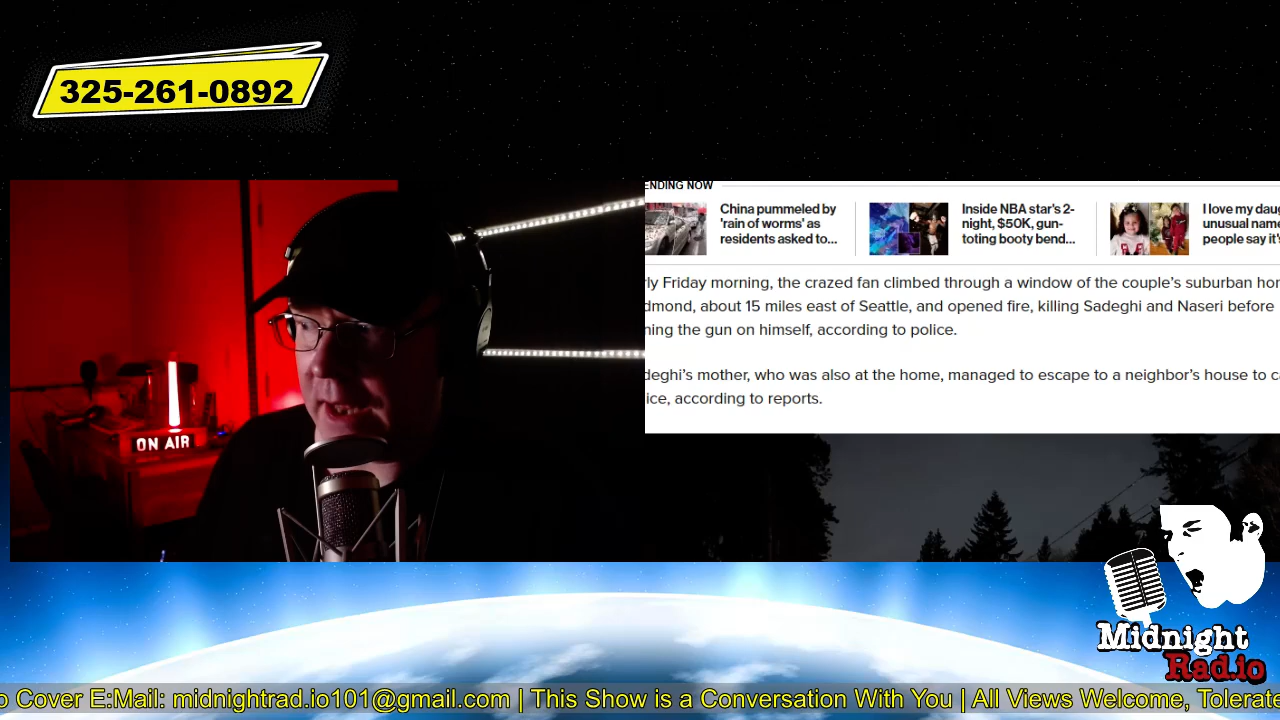 325-261-0892
ENDING NOW
China pummeled by
'rain of worms' as
residents asked to...
Inside NBA star's 2-
night, $50K, gun-
toting booty bend...
I love my daug
unusual name
people say it's
rly Friday morning, the crazed fan climbed through a window of the couple's suburban hom
dmond, about 15 miles east of Seattle, and opened fire, killing Sadeghi and Naseri before
ning the gun on himself, according to police.
deghi's mother, who was also at the home, managed to escape to a neighbor's house to ca
ice, according to reports.
ON AIR
Midnight
Rad.io
o Cover E:Mail: midnightrad.io101@gmail.com | This Show is a Conversation With You | All Views Welcome, Tolerate